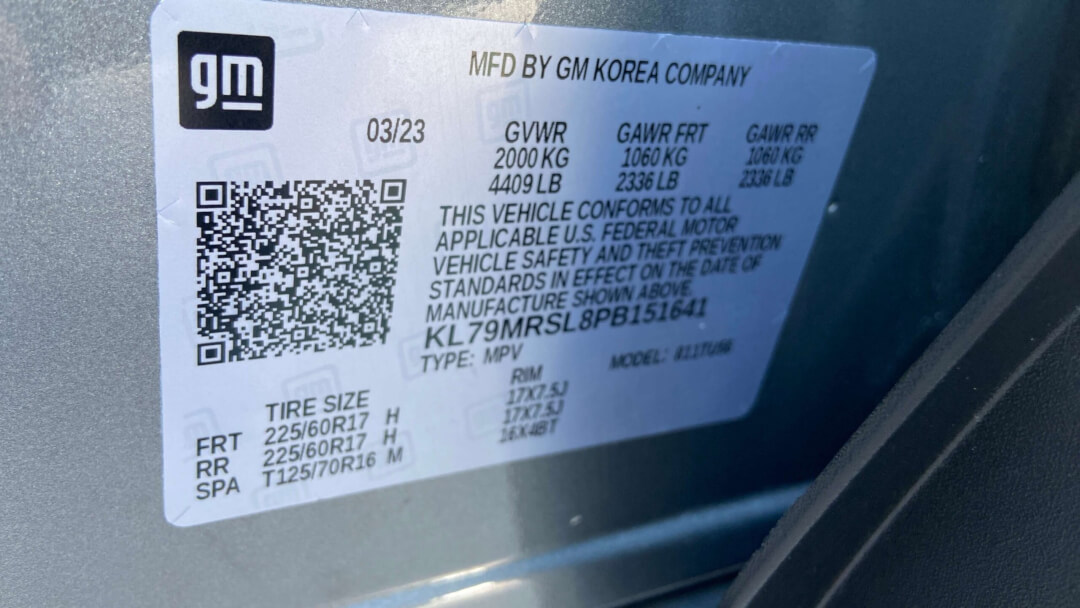 gm
MFD BY GM KOREA COMPANY
03/23 GVWR GAWR FRT GAWR RR
2000 KG 1060 KG 1060 KG
4409 LB 2336 LB 2336 LB
THIS VEHICLE CONFORMS TO ALL
APPLICABLE U.S. FEDERAL MOTOR
VEHICLE SAFETY AND THEFT PREVENTION
STANDARDS IN EFFECT ON THE DATE OF
MANUFACTURE SHOWN ABOVE.
KL79MRSL8PB151641
TYPE: MPV MODEL:
TIRE SIZE RIM
FRT 225/60R17 H 17X7.5J
RR 225/60R17 H 17X7.5J
SPA T125/70R16 M 16X4BT